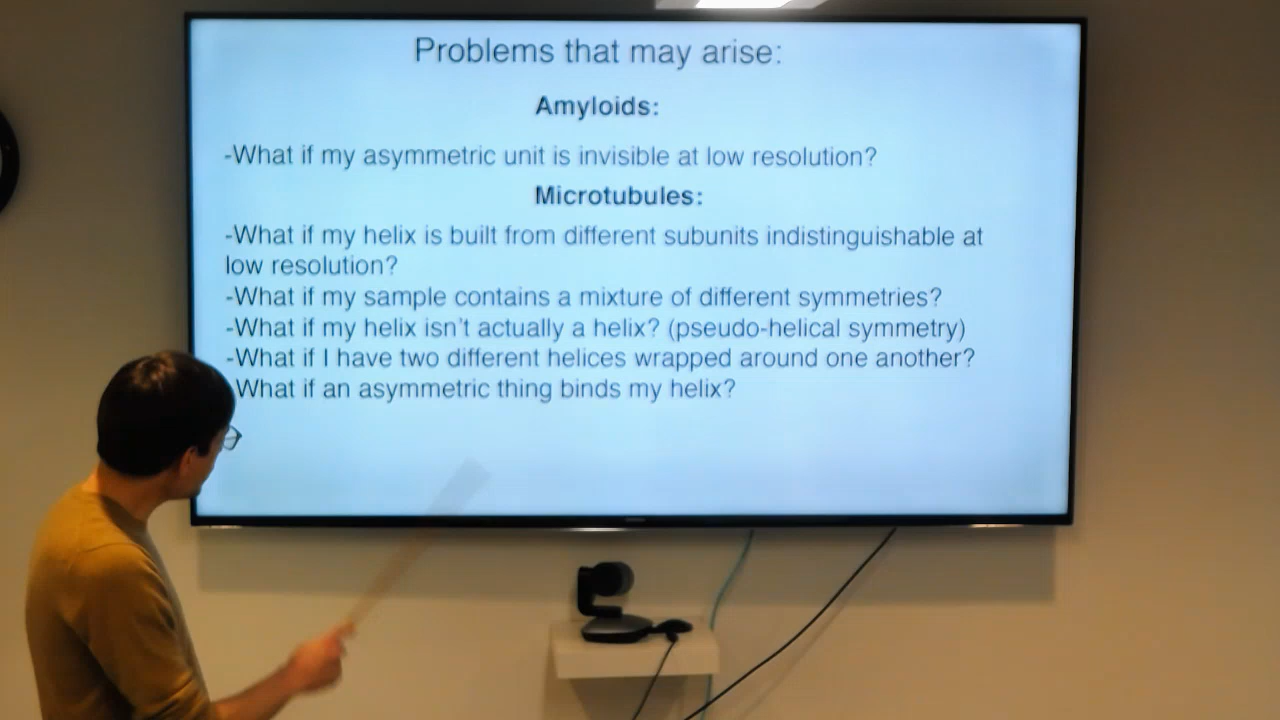 Problems that may arise:
Amyloids:
-What if my asymmetric unit is invisible at low resolution?
Microtubules:
-What if my helix is built from different subunits indistinguishable at
low resolution?
-What if my sample contains a mixture of different symmetries?
-What if my helix isn't actually a helix? (pseudo-helical symmetry)
-What if I have two different helices wrapped around one another?
-What if an asymmetric thing binds my helix?